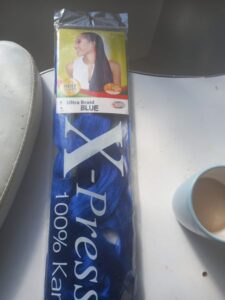 Ultra Braid
BLUE
X-Press
100% Kan